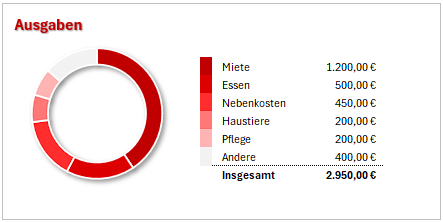 Ausgaben
Miete 1.200,00 €
Essen 500,00 €
Nebenkosten 450,00 €
Haustiere 200,00 €
Pflege 200,00 €
Andere 400,00 €
Insgesamt 2.950,00 €